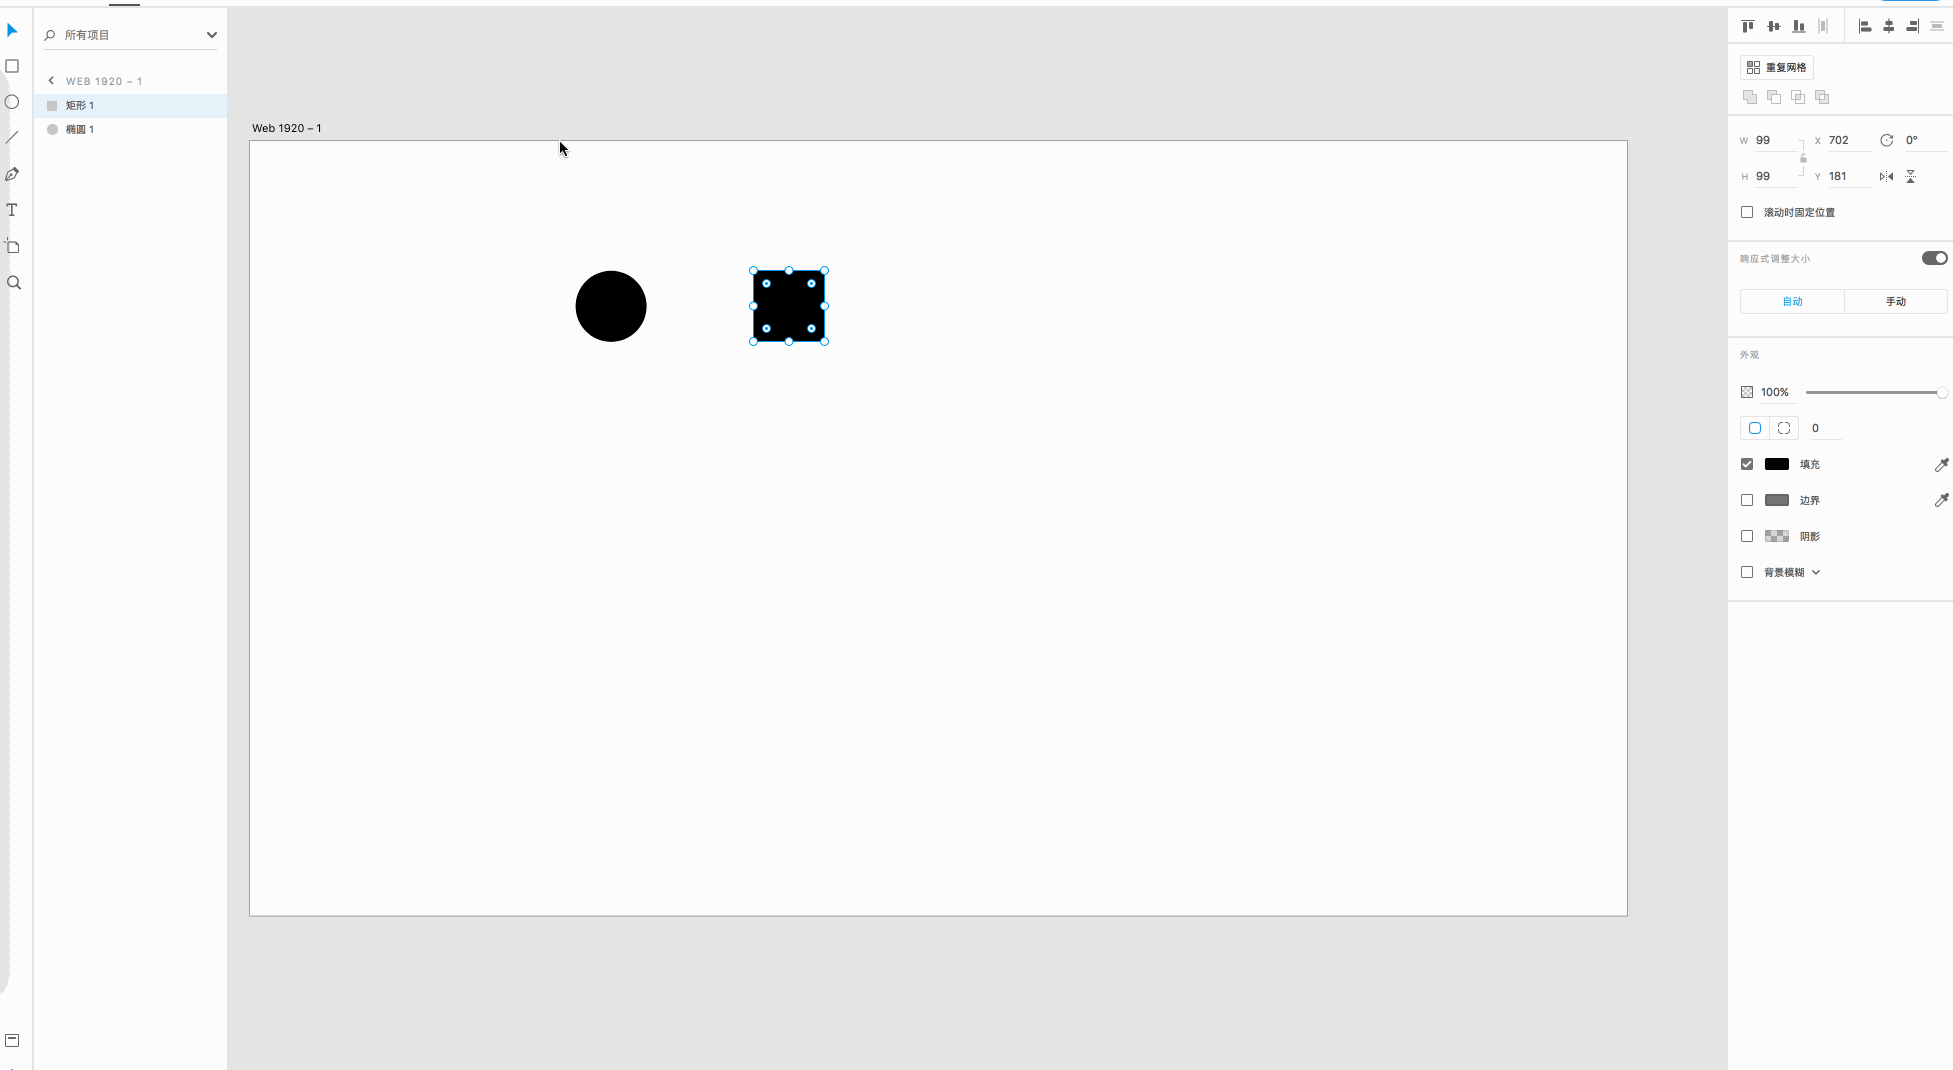 所有项目
WEB 1920 – 1
矩形 1
椭圆 1
Web 1920 – 1
重复网格
W 99 X 702 0°
H 99 Y 181
滚动时固定位置
响应式调整大小
自动 手动
外观
100%
0
填充
边界
阴影
背景模糊